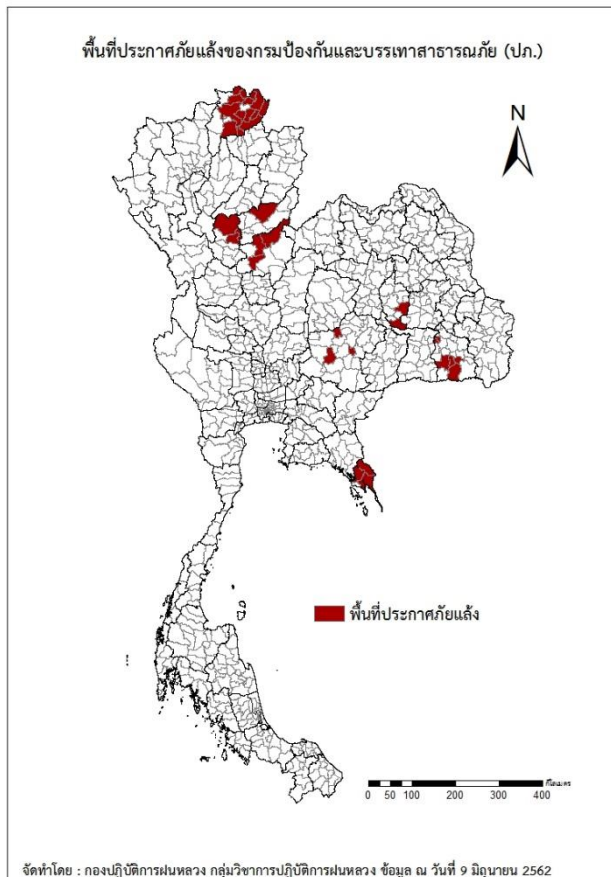 พื้นที่ประกาศภัยแล้งของกรมป้องกันและบรรเทาสาธารณภัย (ปภ.)
N
พื้นที่ประกาศภัยแล้ง
กิโลเมตร
0 50 100 200 300 400
จัดทำโดย : กองปฏิบัติการฝนหลวง กลุ่มวิชาการปฏิบัติการฝนหลวง ข้อมูล ณ วันที่ 9 มิถุนายน 2562